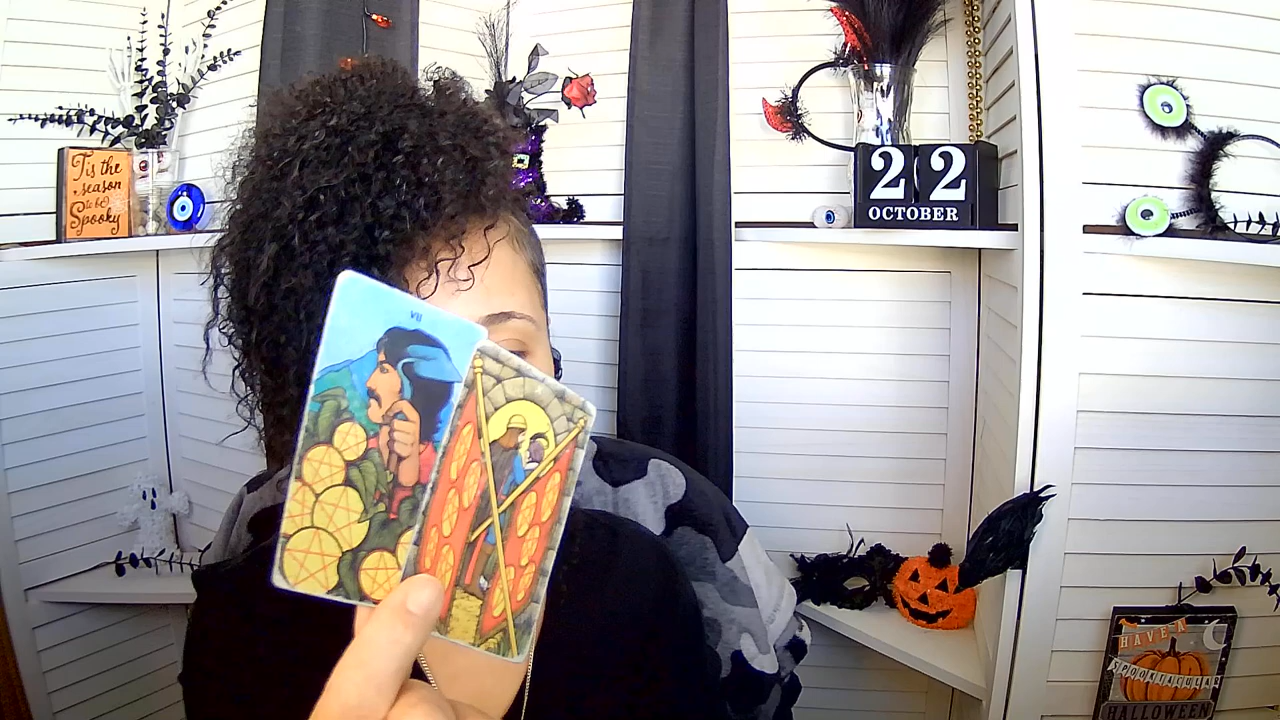 'Tis the
season
to be
Spooky
22
OCTOBER
VII
HAVE A
SPOOKTACULAR
HALLOWEEN